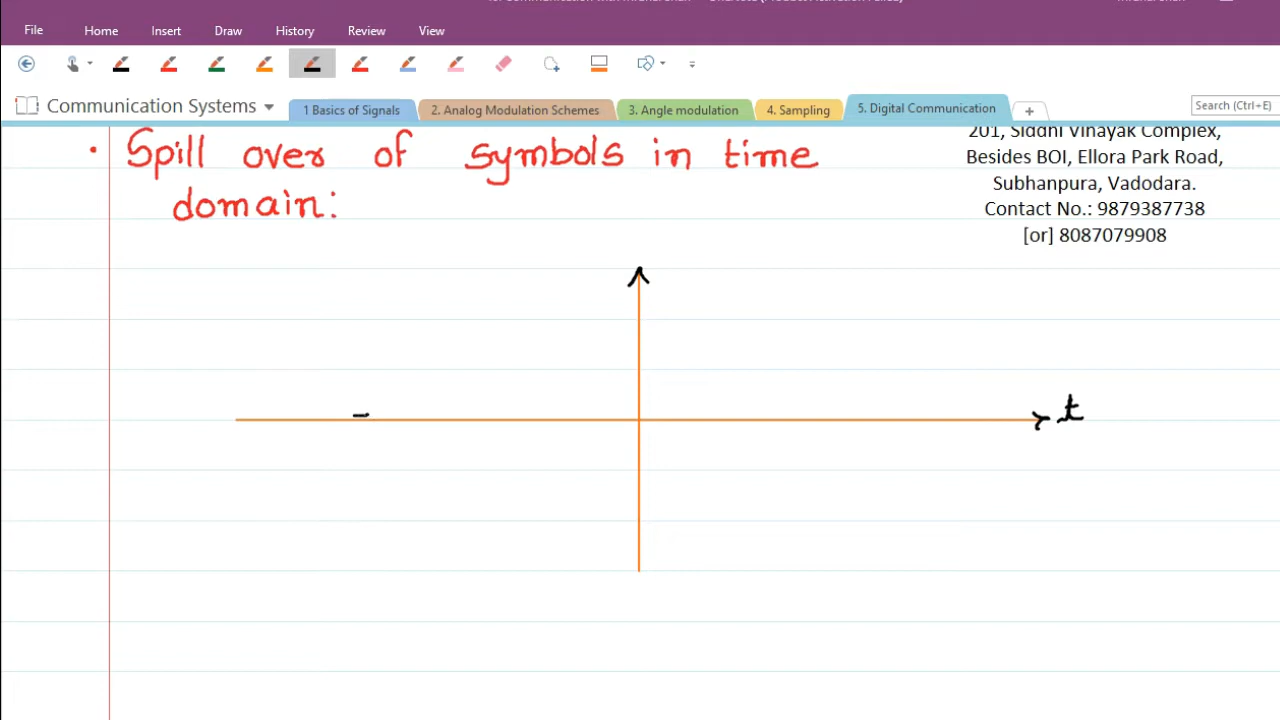 File
Home
Insert
Draw
History
Review
View
Communication Systems
1 Basics of Signals
2. Analog Modulation Schemes
3. Angle modulation
4. Sampling
5. Digital Communication
+
Search (Ctrl+E)
201, Siddhi Vinayak Complex,
Besides BOI, Ellora Park Road,
Subhanpura, Vadodara.
Contact No.: 9879387738
[or] 8087079908
• Spill over of symbols in time
domain:
t